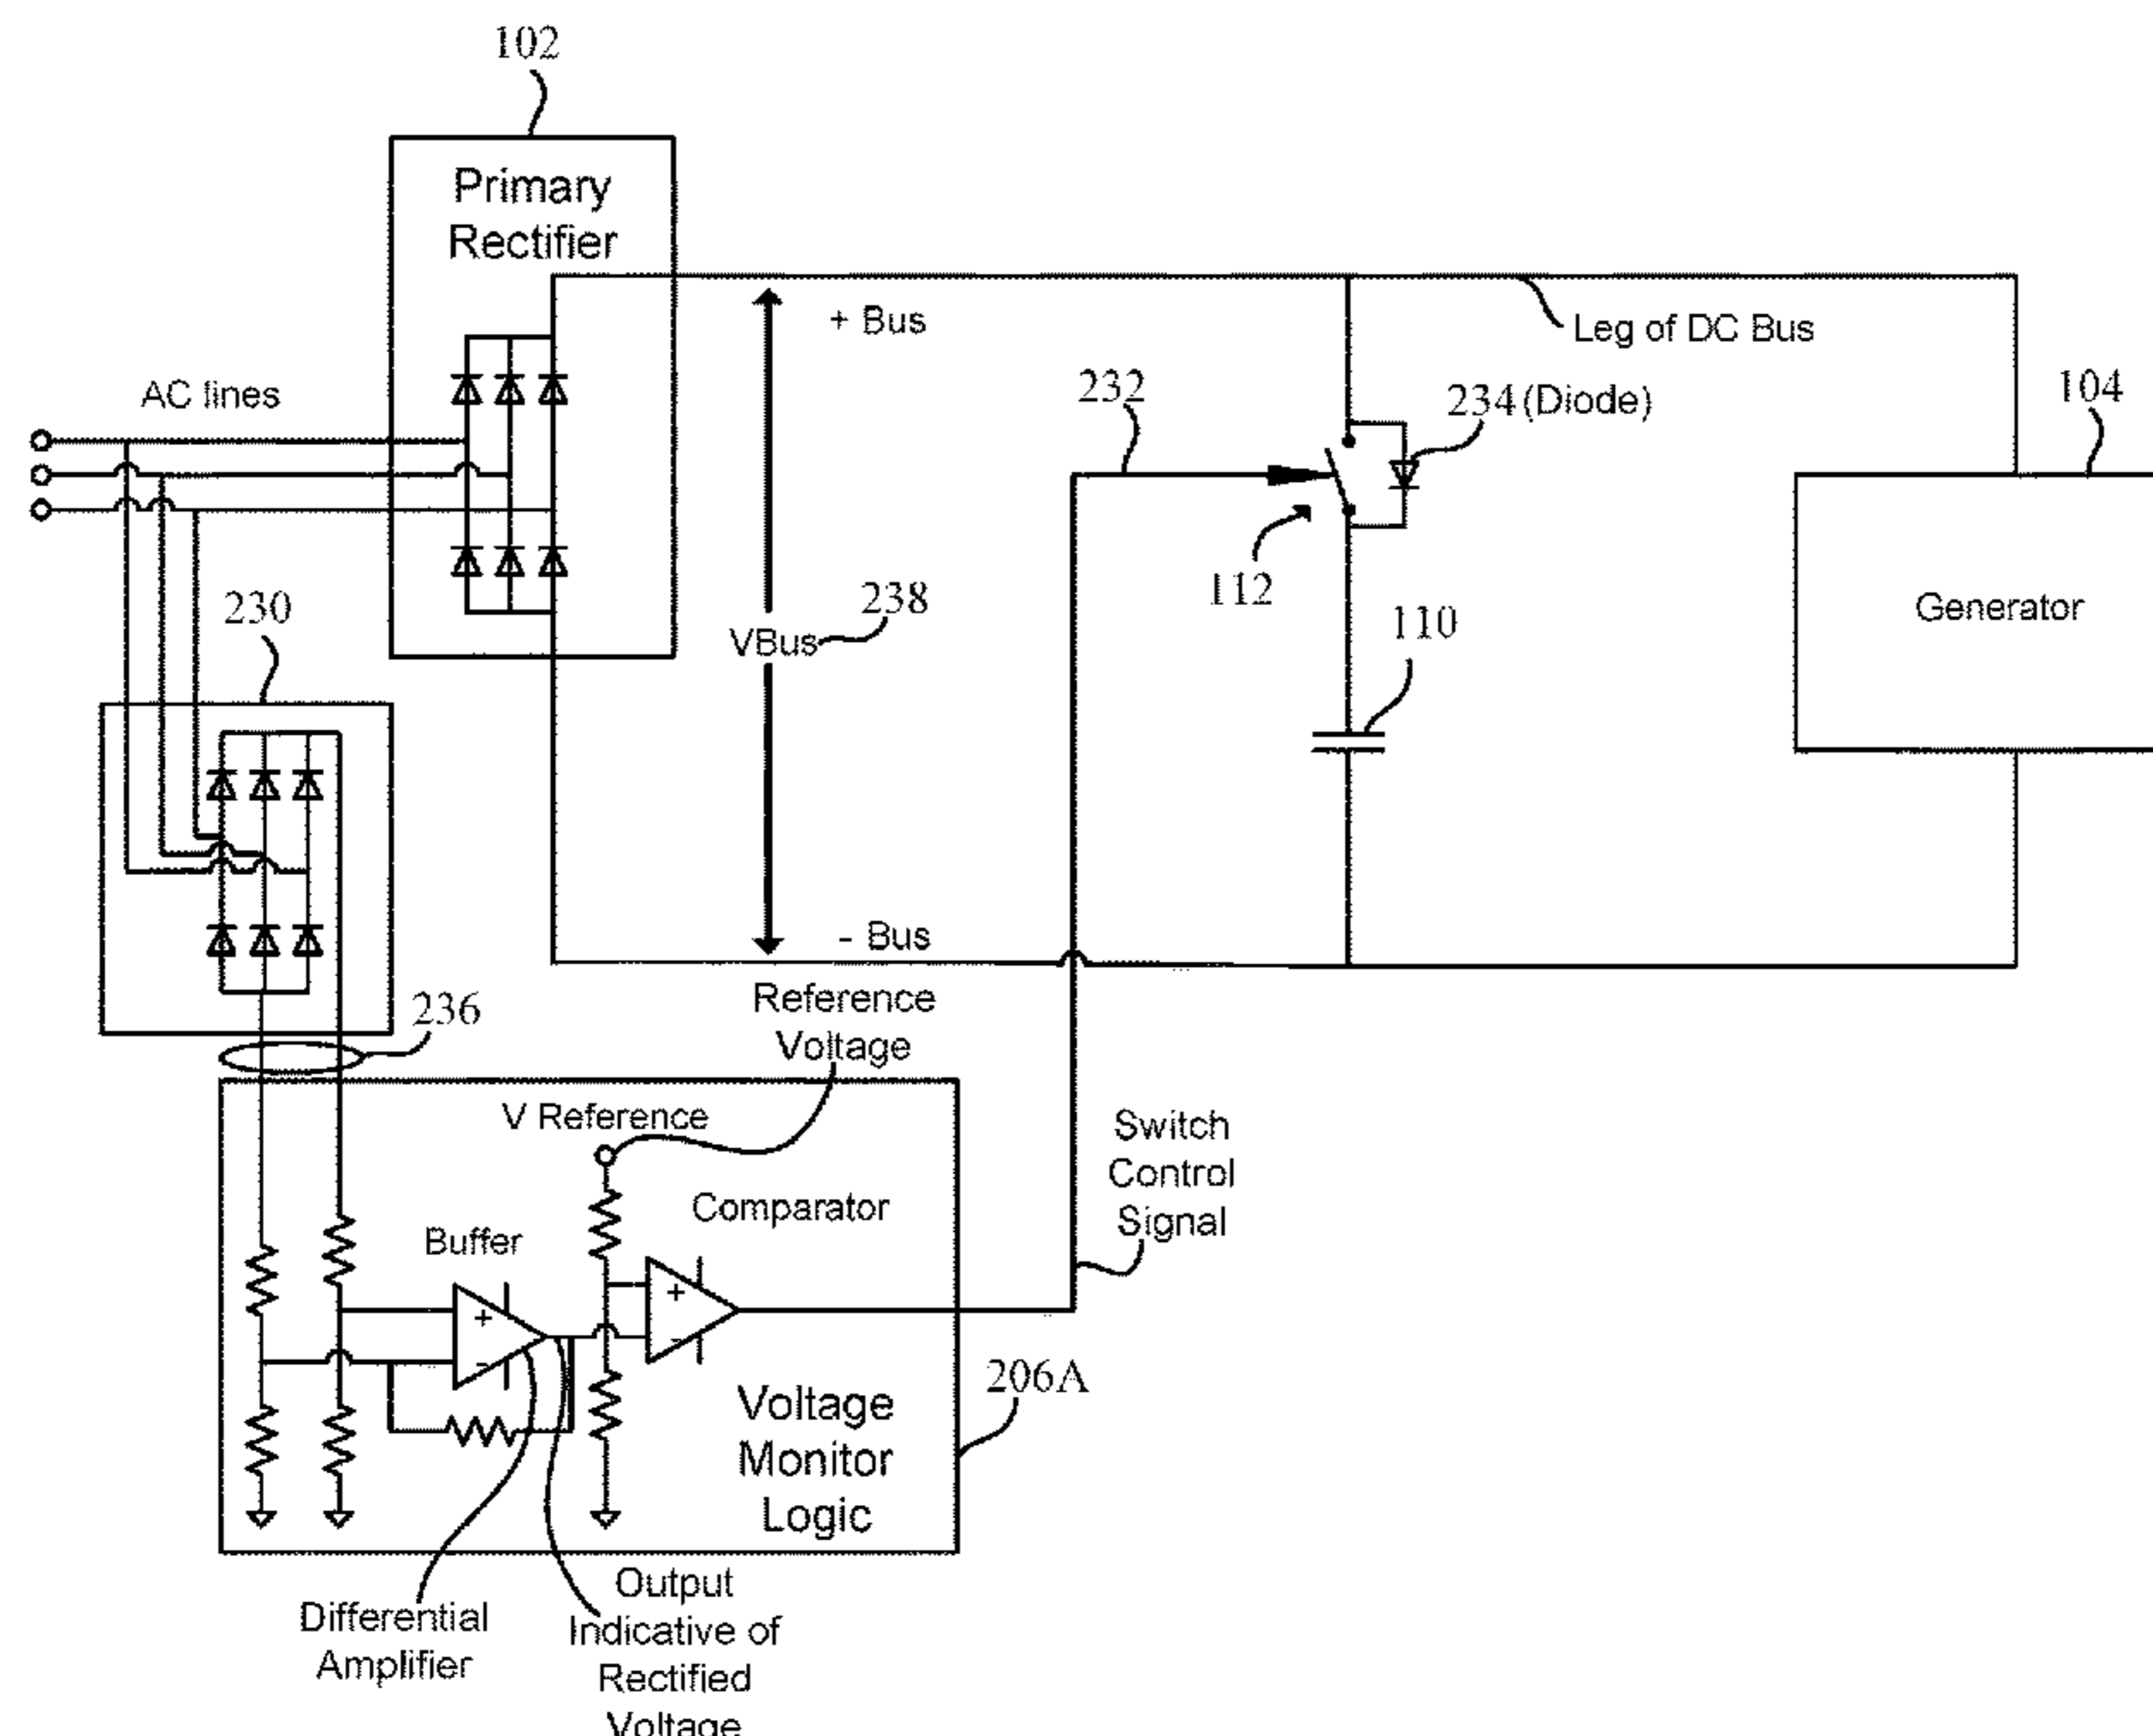 102
Primary
Rectifier
+ Bus
Leg of DC Bus
AC lines
232
234 (Diode)
104
112
238
VBus
110
Generator
230
- Bus
236
Reference
Voltage
V Reference
Switch
Control
Signal
Comparator
Buffer
+
-
+
-
206A
Voltage
Monitor
Logic
Differential
Amplifier
Output
Indicative of
Rectified
Voltage